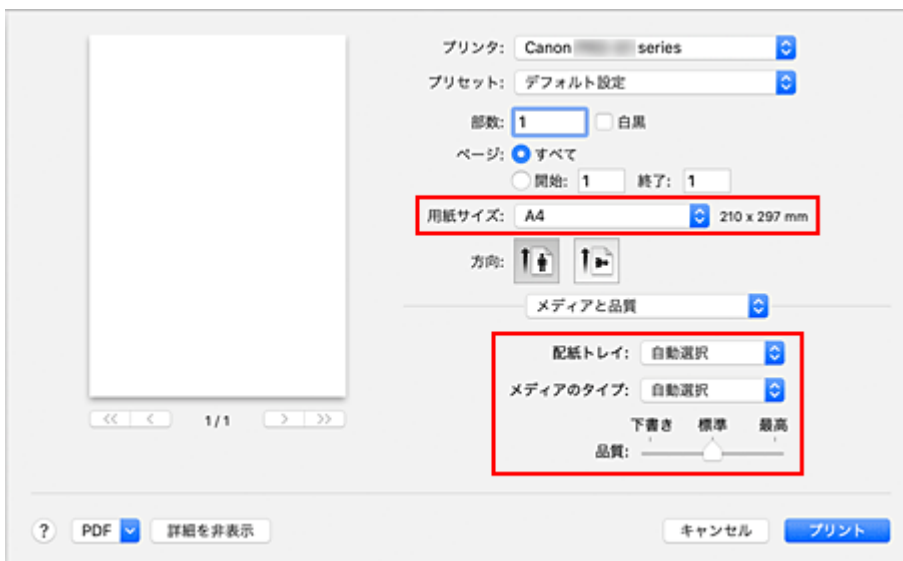 プリンタ: Canon series
プリセット: デフォルト設定
部数: 1 白黒
ページ: すべて
開始: 1 終了: 1
用紙サイズ: A4 210 x 297 mm
方向:
メディアと品質
配紙トレイ: 自動選択
メディアのタイプ: 自動選択
下書き 標準 最高
品質:
<< < 1 / 1 > >>
? PDF 詳細を非表示 キャンセル プリント